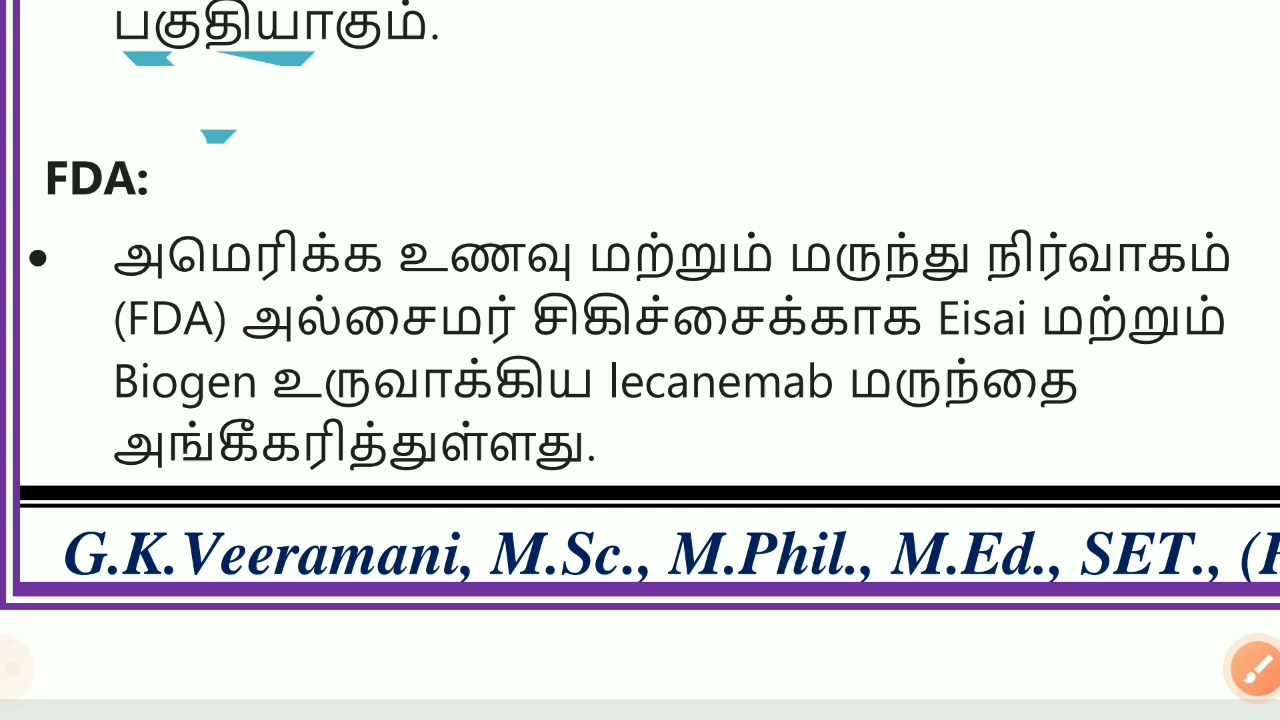 பகுதியாகும்.
FDA:
• அமெரிக்க உணவு மற்றும் மருந்து நிர்வாகம்
(FDA) அல்சைமர் சிகிச்சைக்காக Eisai மற்றும்
Biogen உருவாக்கிய lecanemab மருந்தை
அங்கீகரித்துள்ளது.
G.K.Veeramani, M.Sc., M.Phil., M.Ed., SET.,